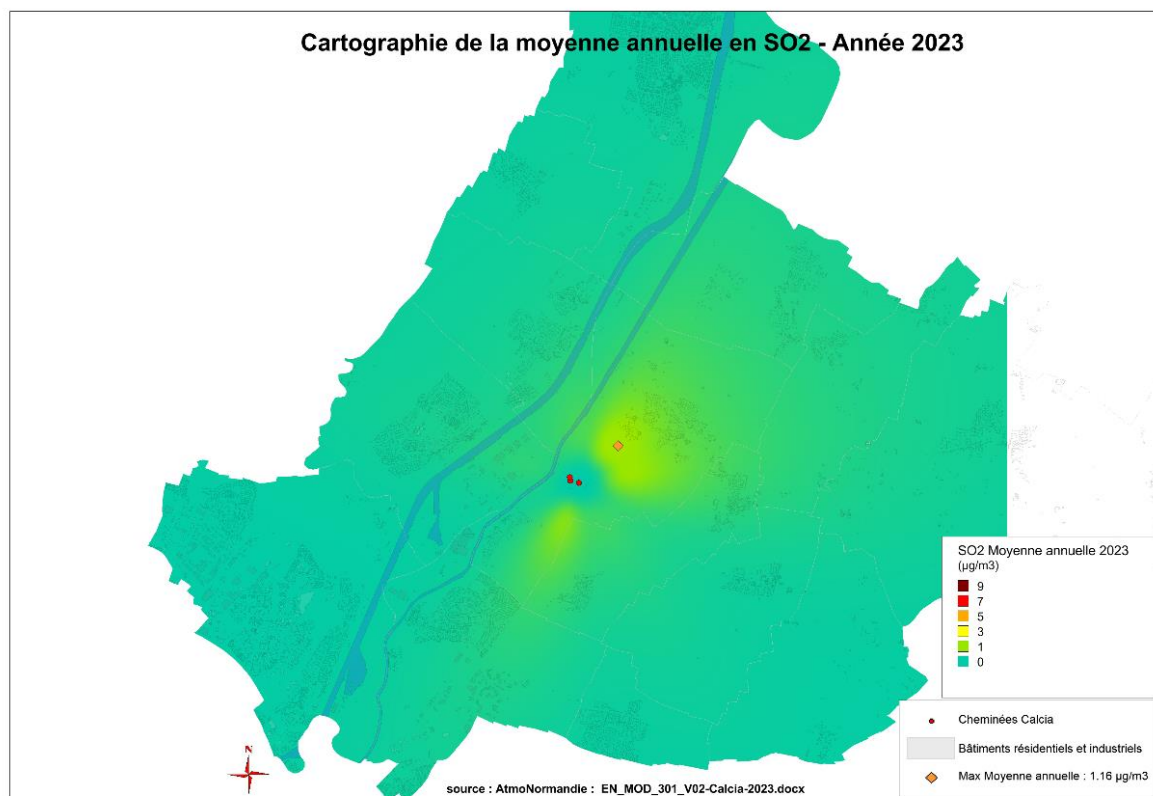 Cartographie de la moyenne annuelle en SO2 - Année 2023
SO2 Moyenne annuelle 2023
(µg/m3)
9
7
5
3
1
0
Cheminées Calcia
Bâtiments résidentiels et industriels
Max Moyenne annuelle : 1.16 µg/m3
N
source : AtmoNormandie : EN_MOD_301_V02-Calcia-2023.docx